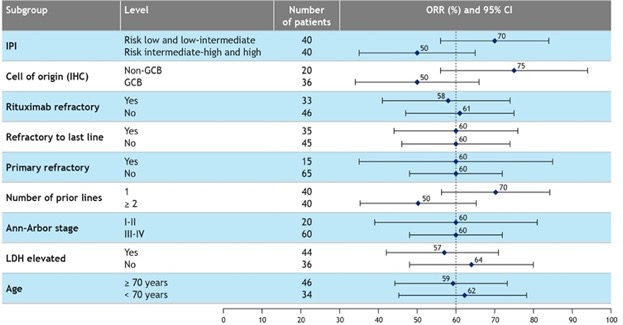 Subgroup Level Number of patients ORR (%) and 95% CI
IPI Risk low and low-intermediate 40 70
Risk intermediate-high and high 40 50
Cell of origin (IHC) Non-GCB 20 75
GCB 36 50
Rituximab refractory Yes 33 58
No 46 61
Refractory to last line Yes 35 60
No 45 60
Primary refractory Yes 15 60
No 65 60
Number of prior lines 1 40 70
≥ 2 40 50
Ann-Arbor stage I-II 20 60
III-IV 60 60
LDH elevated Yes 44 57
No 36 64
Age ≥ 70 years 46 59
< 70 years 34 62
0 10 20 30 40 50 60 70 80 90 100